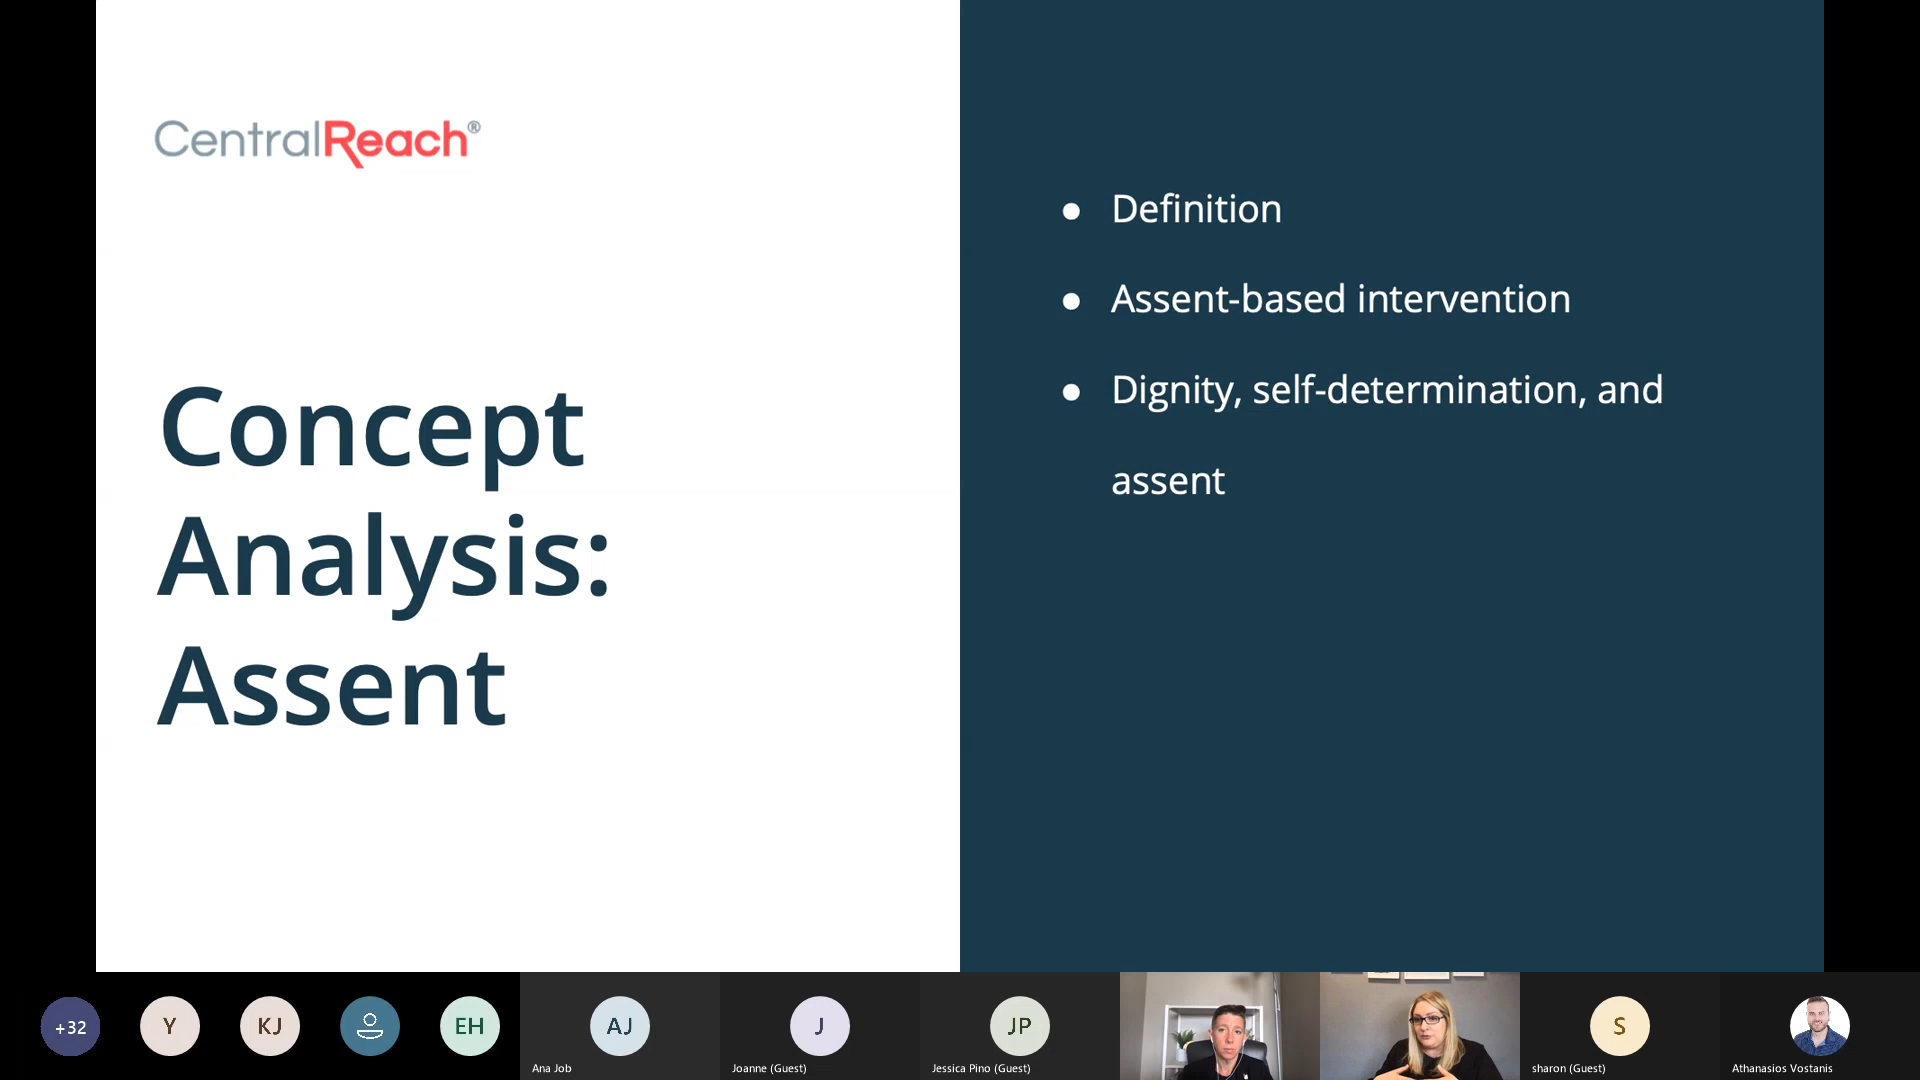 CentralReach®
Concept
Analysis:
Assent
● Definition
● Assent-based intervention
● Dignity, self-determination, and
assent
+32
Y
KJ
EH
AJ
Ana Job
J
Joanne (Guest)
JP
Jessica Pino (Guest)
S
sharon (Guest)
Athanasios Vostanis